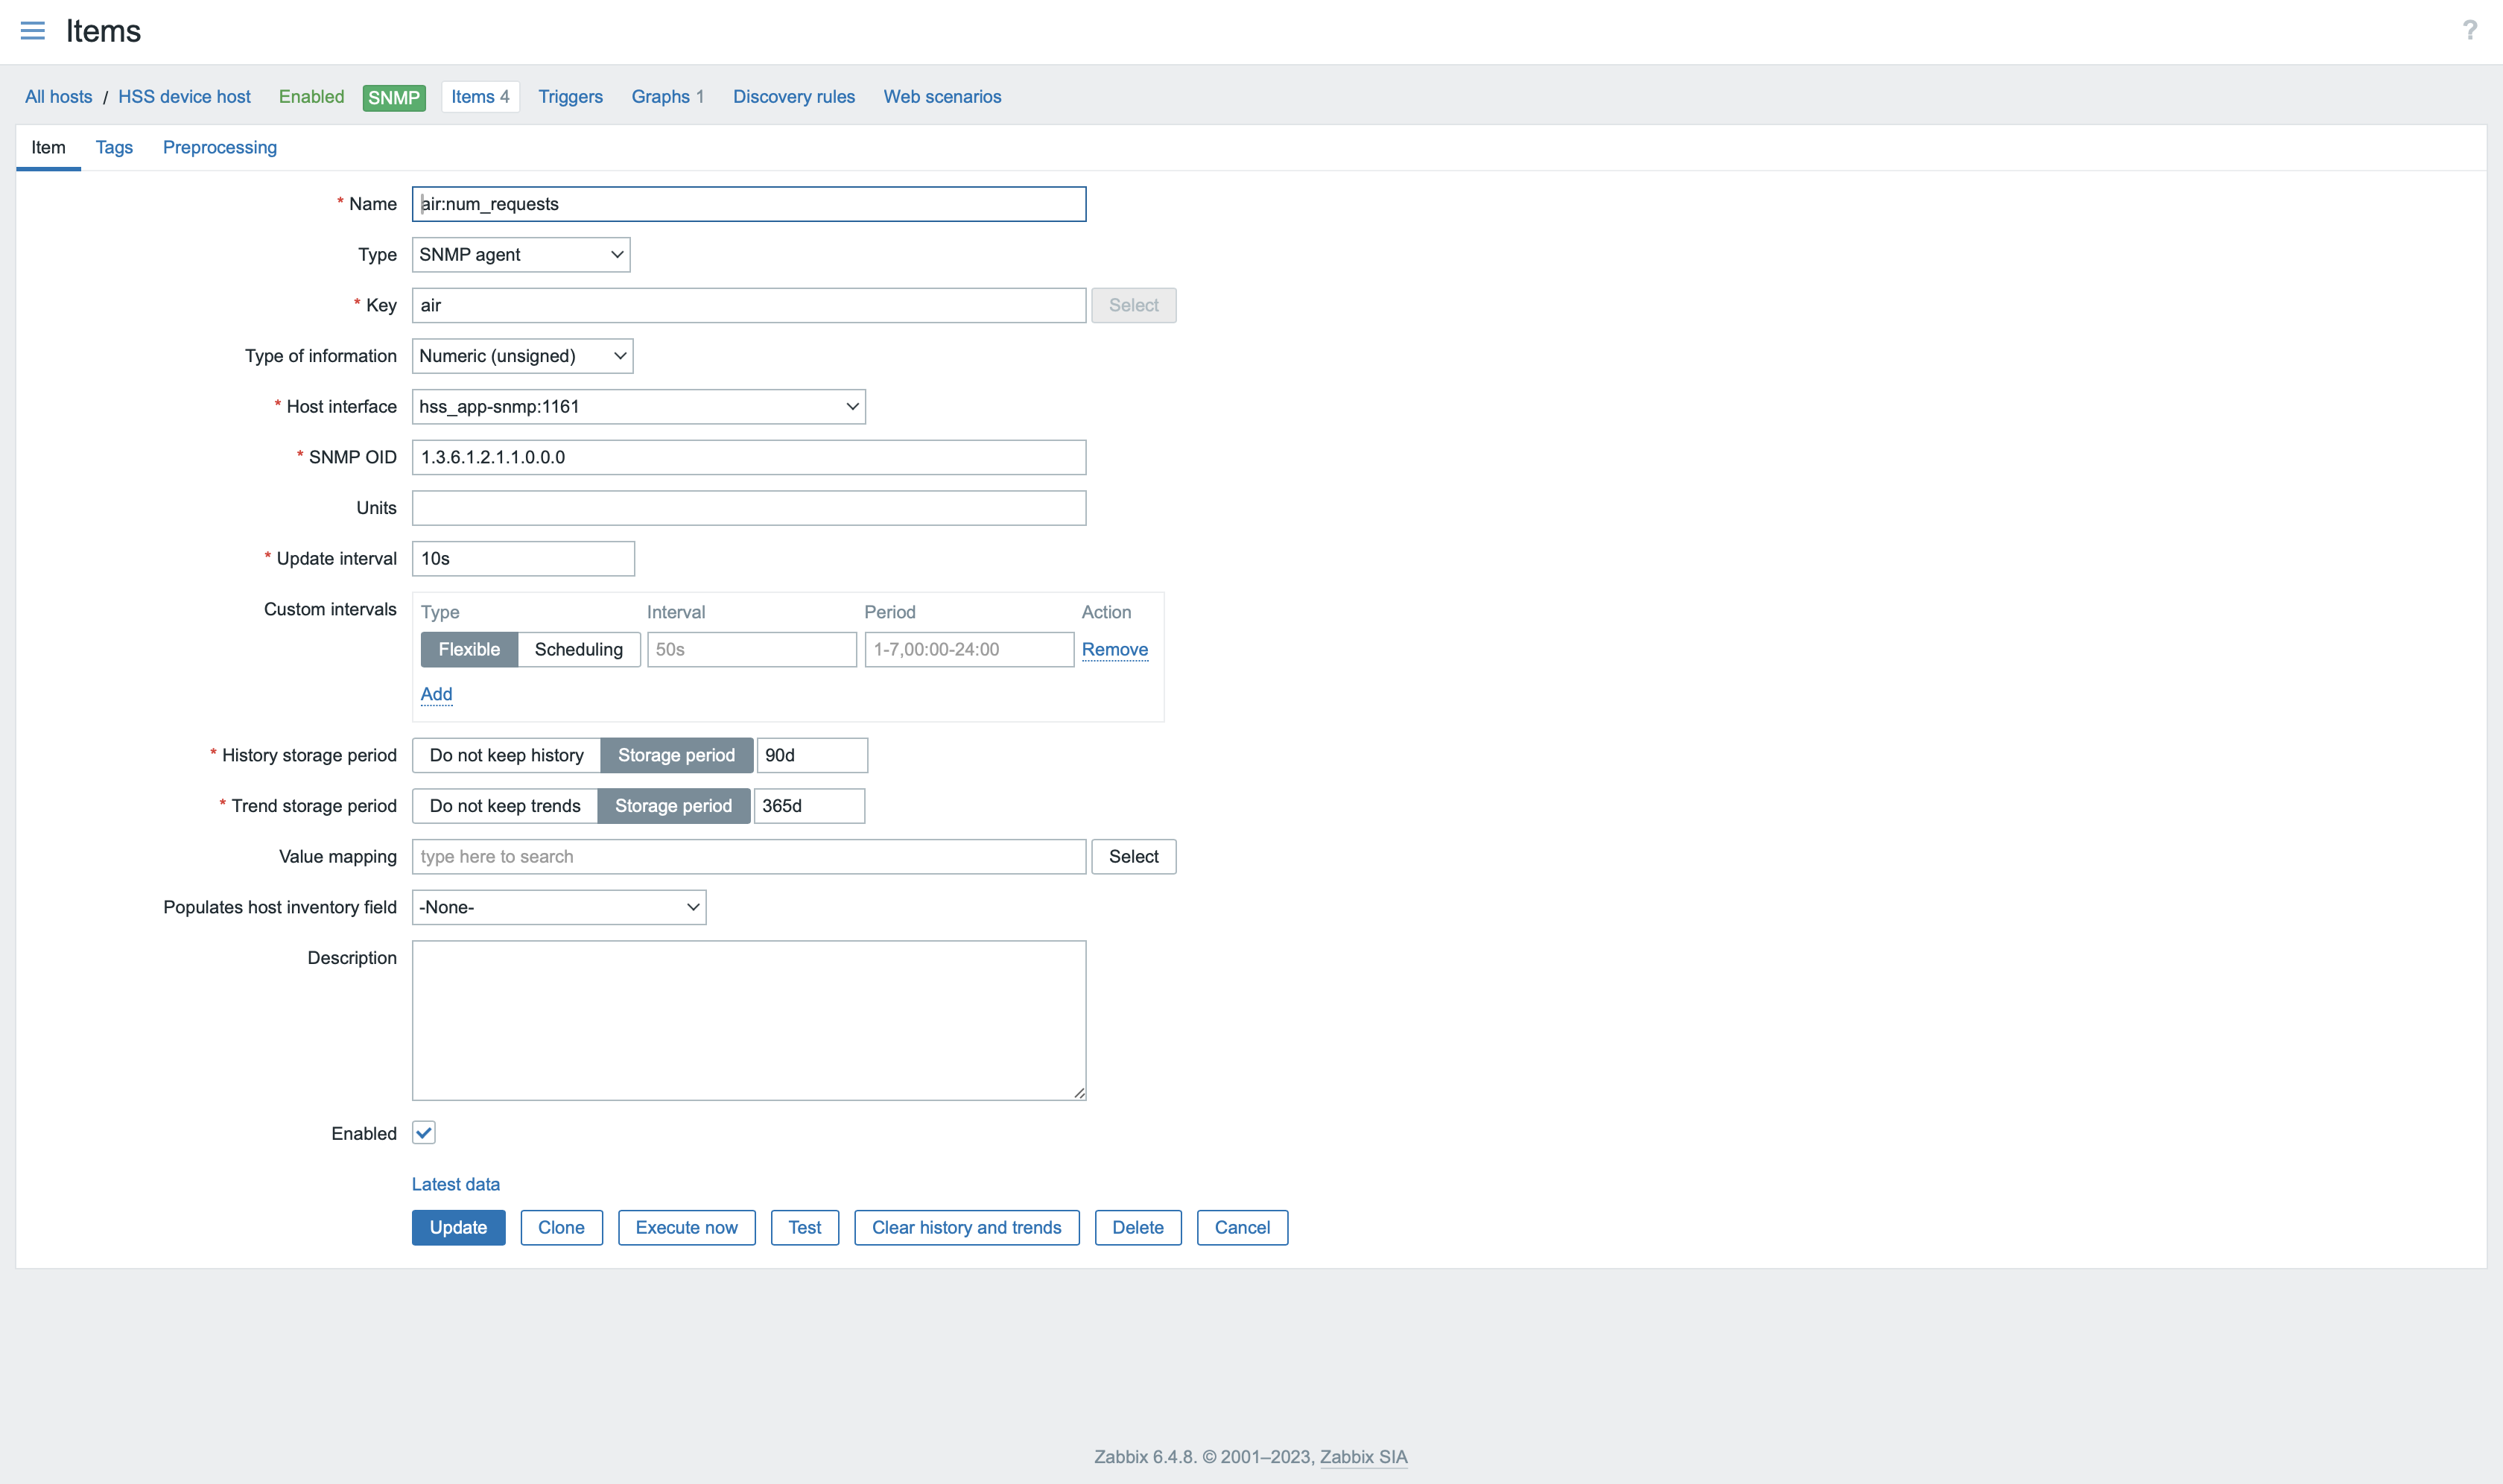 Items
?
All hosts / HSS device host Enabled SNMP Items 4 Triggers Graphs 1 Discovery rules Web scenarios
Item Tags Preprocessing
* Name air:num_requests
Type SNMP agent
* Key air Select
Type of information Numeric (unsigned)
* Host interface hss_app-snmp:1161
* SNMP OID 1.3.6.1.2.1.1.0.0.0
Units
* Update interval 10s
Custom intervals Type Interval Period Action
Flexible Scheduling 50s 1-7,00:00-24:00 Remove
Add
* History storage period Do not keep history Storage period 90d
* Trend storage period Do not keep trends Storage period 365d
Value mapping type here to search Select
Populates host inventory field -None-
Description
Enabled
Latest data
Update Clone Execute now Test Clear history and trends Delete Cancel
Zabbix 6.4.8. © 2001–2023, Zabbix SIA